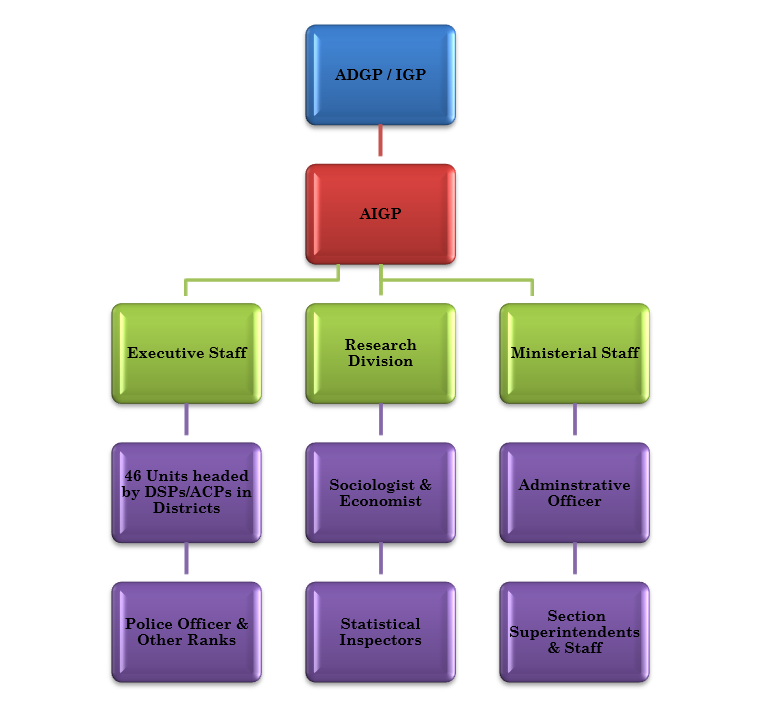 ADGP / IGP
AIGP
Executive Staff
Research
Division
Ministerial Staff
46 Units headed
by DSPs/ACPs in
Districts
Sociologist &
Economist
Adminstrative
Officer
Police Officer &
Other Ranks
Statistical
Inspectors
Section
Superintendents
& Staff